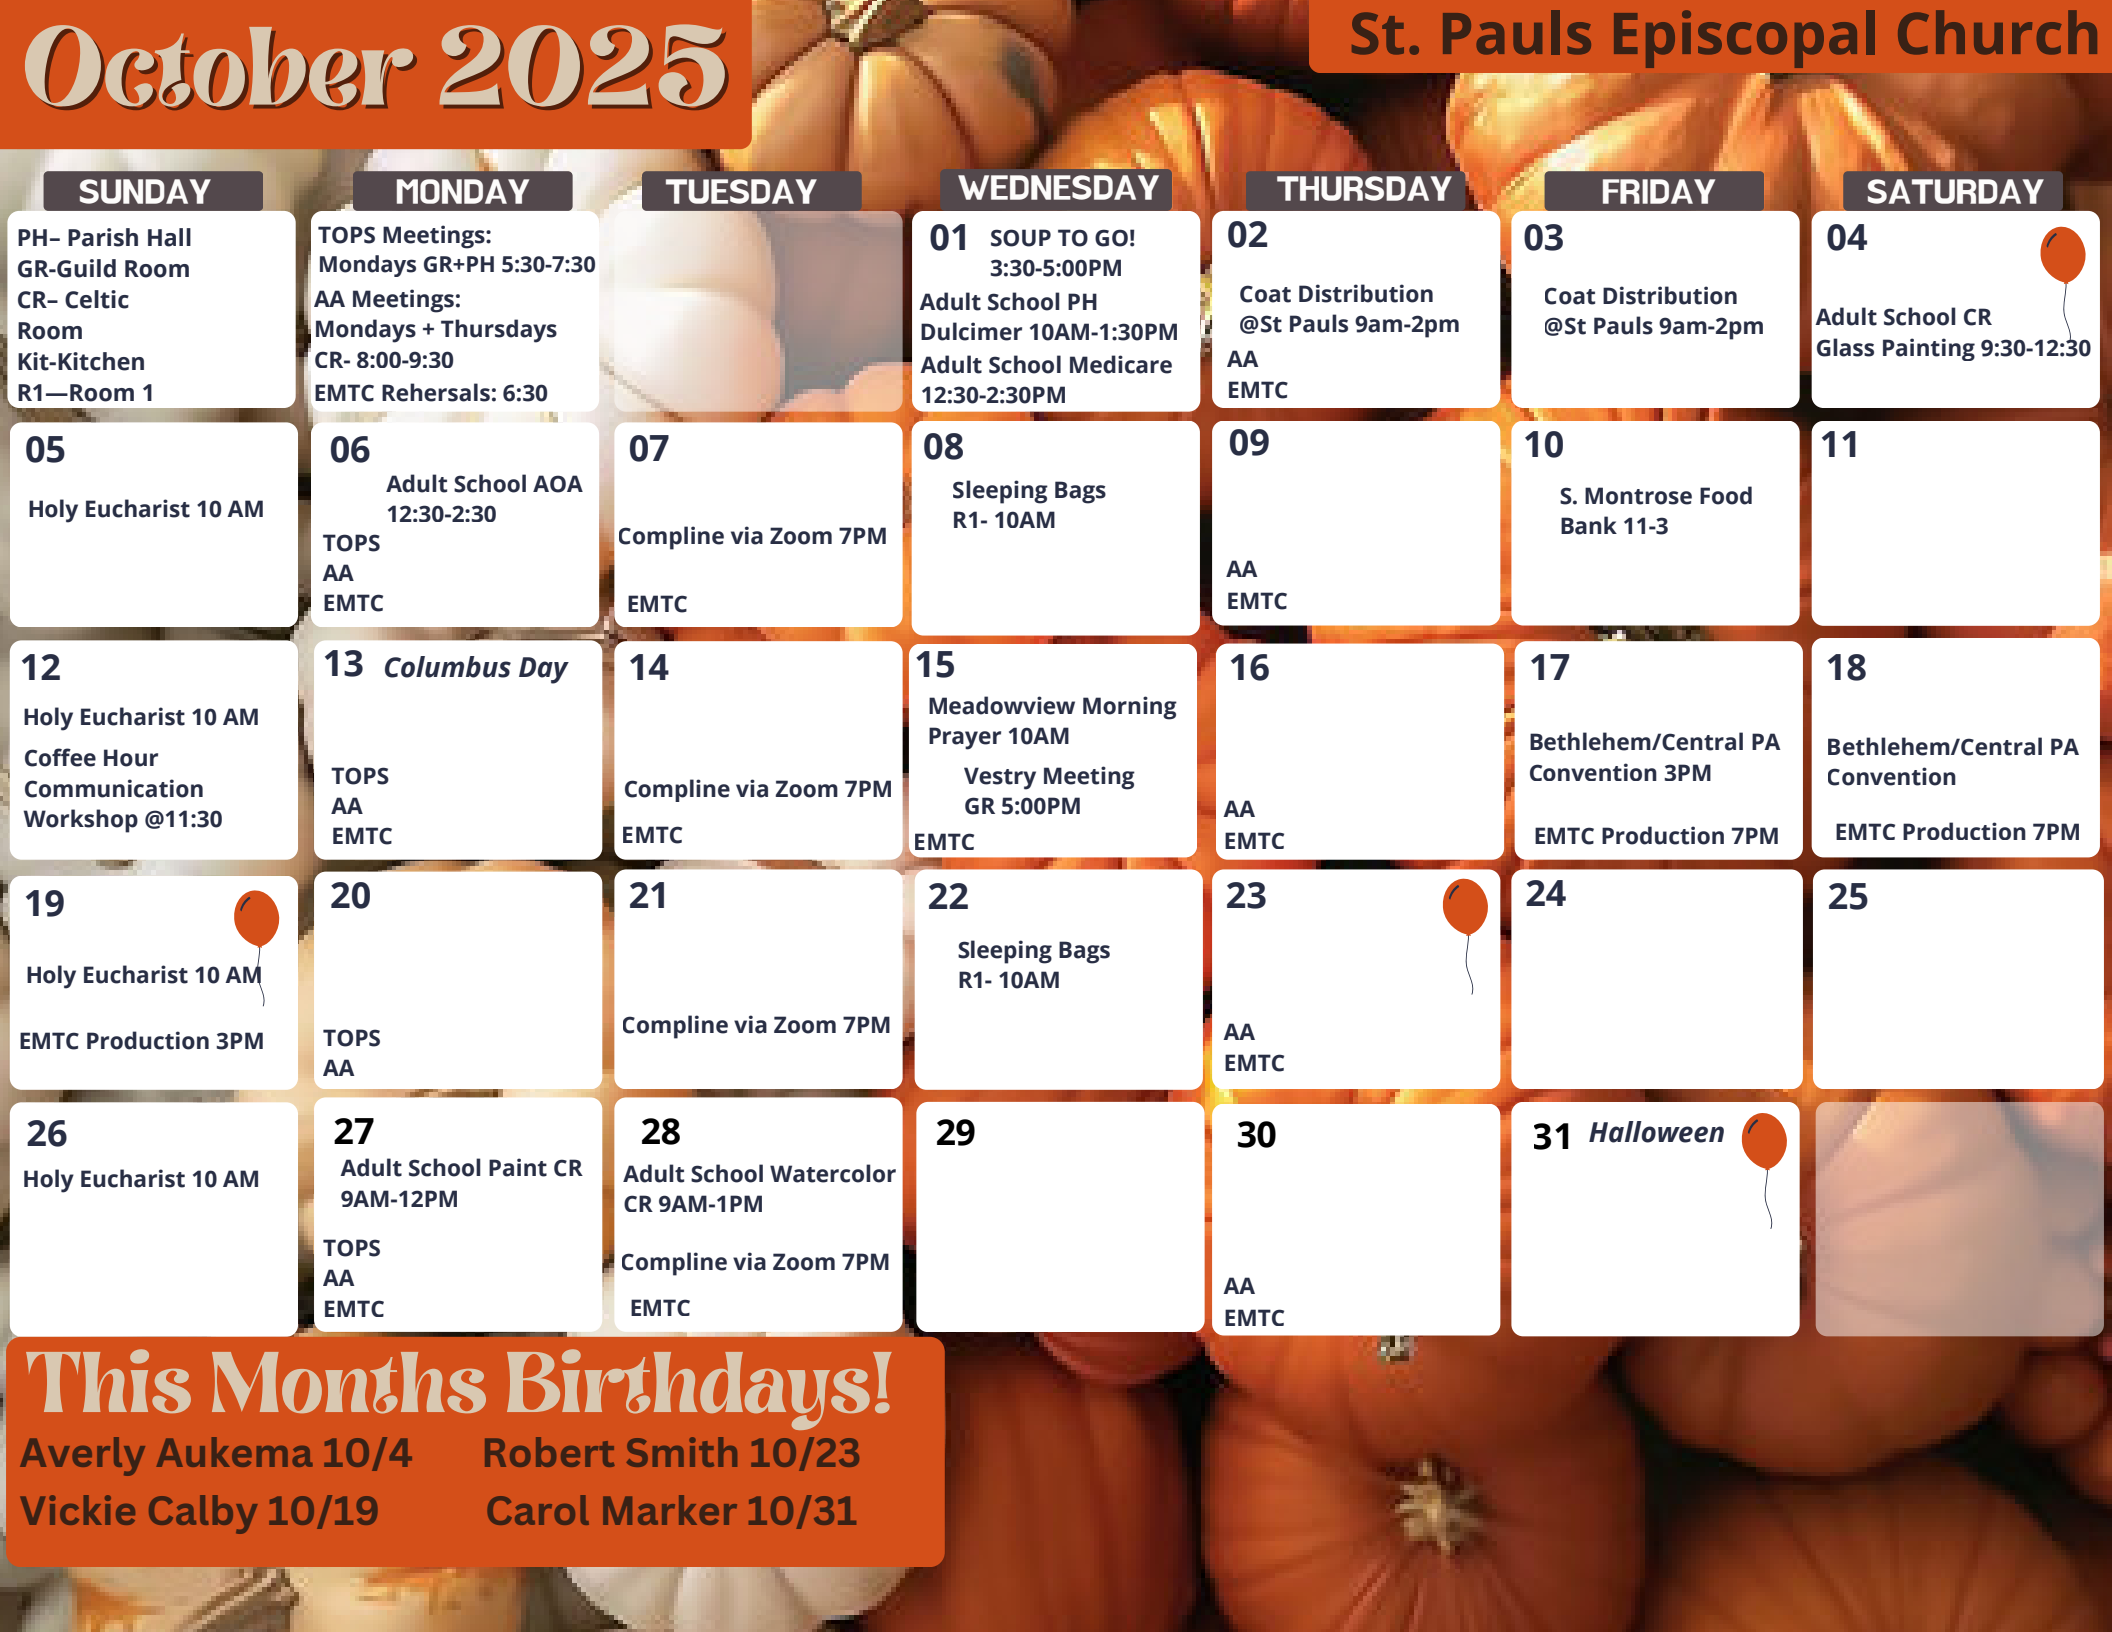 October 2025
St. Pauls Episcopal Church
SUNDAY
MONDAY
TUESDAY
WEDNESDAY
THURSDAY
FRIDAY
SATURDAY
PH– Parish Hall
GR-Guild Room
CR– Celtic
Room
Kit-Kitchen
R1—Room 1
TOPS Meetings:
Mondays GR+PH 5:30-7:30
AA Meetings:
Mondays + Thursdays
CR- 8:00-9:30
EMTC Rehersals: 6:30
01 SOUP TO GO!
3:30-5:00PM
Adult School PH
Dulcimer 10AM-1:30PM
Adult School Medicare
12:30-2:30PM
02
Coat Distribution
@St Pauls 9am-2pm
AA
EMTC
03
Coat Distribution
@St Pauls 9am-2pm
04
Adult School CR
Glass Painting 9:30-12:30
05
Holy Eucharist 10 AM
06
Adult School AOA
12:30-2:30
TOPS
AA
EMTC
07
Compline via Zoom 7PM
EMTC
08
Sleeping Bags
R1- 10AM
09
AA
EMTC
10
S. Montrose Food
Bank 11-3
11
12
Holy Eucharist 10 AM
Coffee Hour
Communication
Workshop @11:30
13 Columbus Day
TOPS
AA
EMTC
14
Compline via Zoom 7PM
EMTC
15
Meadowview Morning
Prayer 10AM
Vestry Meeting
GR 5:00PM
EMTC
16
AA
EMTC
17
Bethlehem/Central PA
Convention 3PM
EMTC Production 7PM
18
Bethlehem/Central PA
Convention
EMTC Production 7PM
19
Holy Eucharist 10 AM
EMTC Production 3PM
20
TOPS
AA
21
Compline via Zoom 7PM
22
Sleeping Bags
R1- 10AM
23
AA
EMTC
24
25
26
Holy Eucharist 10 AM
27
Adult School Paint CR
9AM-12PM
TOPS
AA
EMTC
28
Adult School Watercolor
CR 9AM-1PM
Compline via Zoom 7PM
EMTC
29
30
AA
EMTC
31 Halloween
This Months Birthdays!
Averly Aukema 10/4
Robert Smith 10/23
Vickie Calby 10/19
Carol Marker 10/31